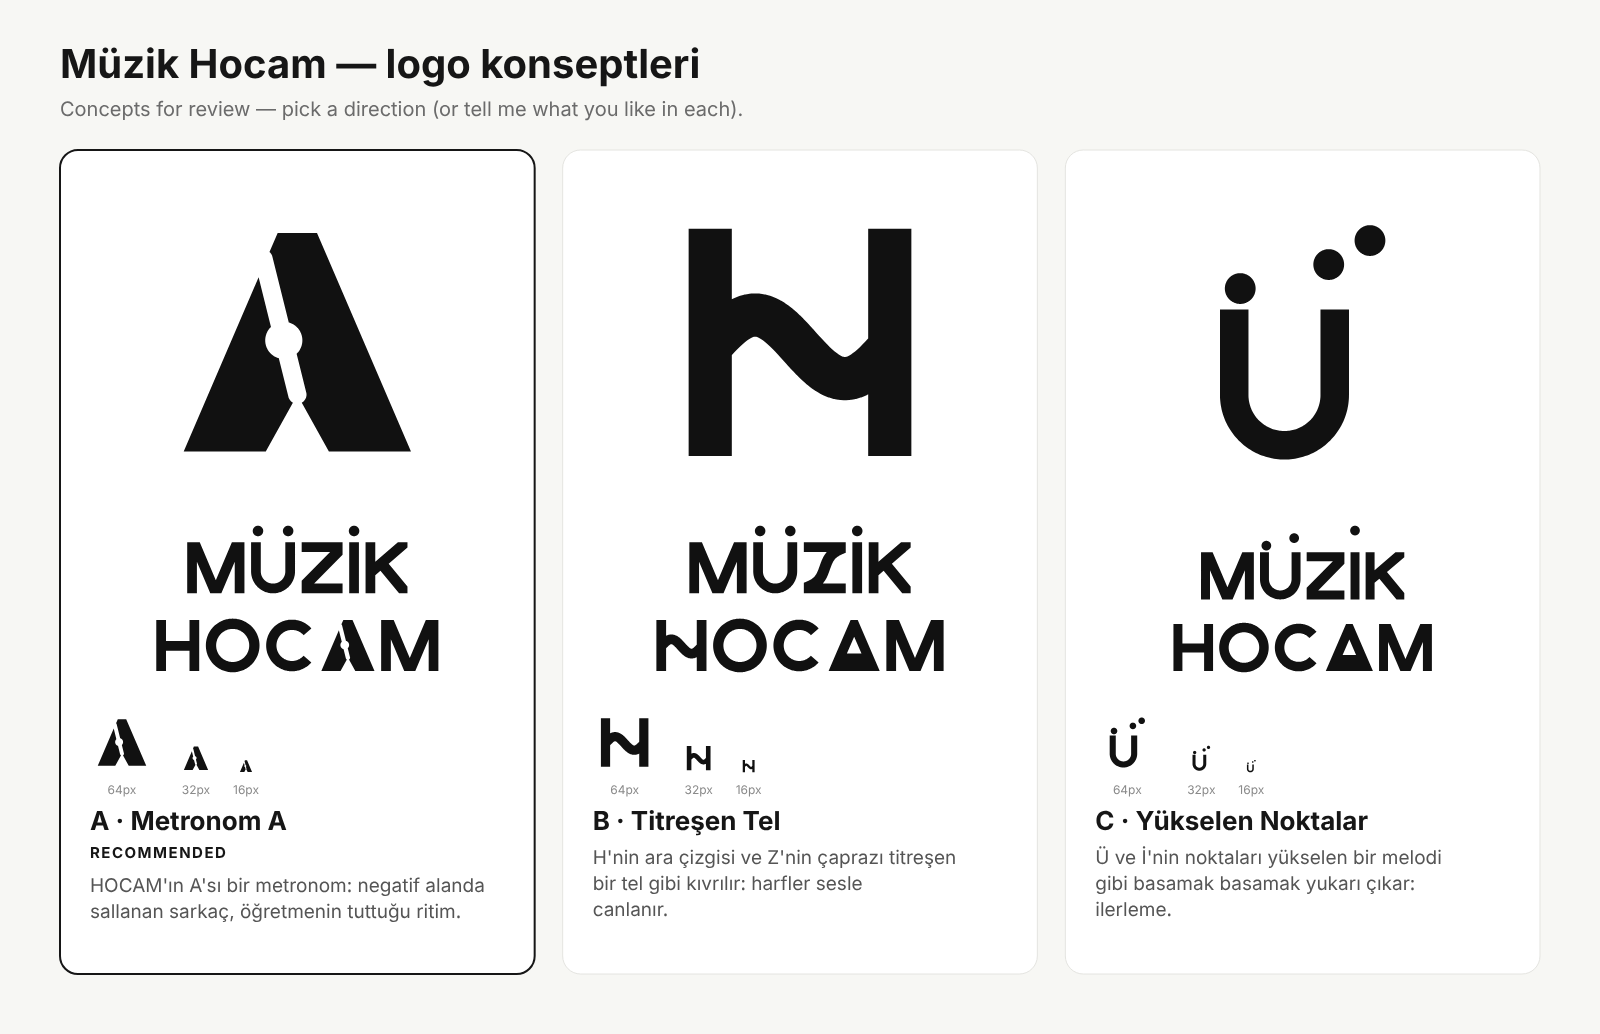 Müzik Hocam — logo konseptleri
Concepts for review — pick a direction (or tell me what you like in each).
MÜZİK
HOCAM
64px 32px 16px
A · Metronom A
RECOMMENDED
HOCAM'ın A'sı bir metronom: negatif alanda
sallanan sarkaç, öğretmenin tuttuğu ritim.
H
MÜZİK
HOCAM
64px 32px 16px
B · Titreşen Tel
H'nin ara çizgisi ve Z'nin çaprazı titreşen
bir tel gibi kıvrılır: harfler sesle
canlanır.
Ü
MÜZİK
HOCAM
64px 32px 16px
C · Yükselen Noktalar
Ü ve İ'nin noktaları yükselen bir melodi
gibi basamak basamak yukarı çıkar:
ilerleme.